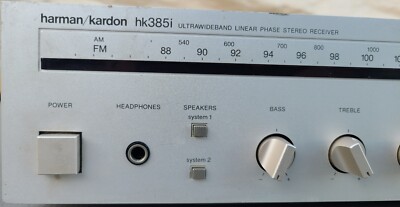 harman/kardon hk385i ULTRAWIDEBAND LINEAR PHASE STEREO RECEIVER
AM 540 600 700 800 1000
FM 88 90 92 94 96 98 100 102
POWER HEADPHONES SPEAKERS BASS TREBLE
system 1
system 2